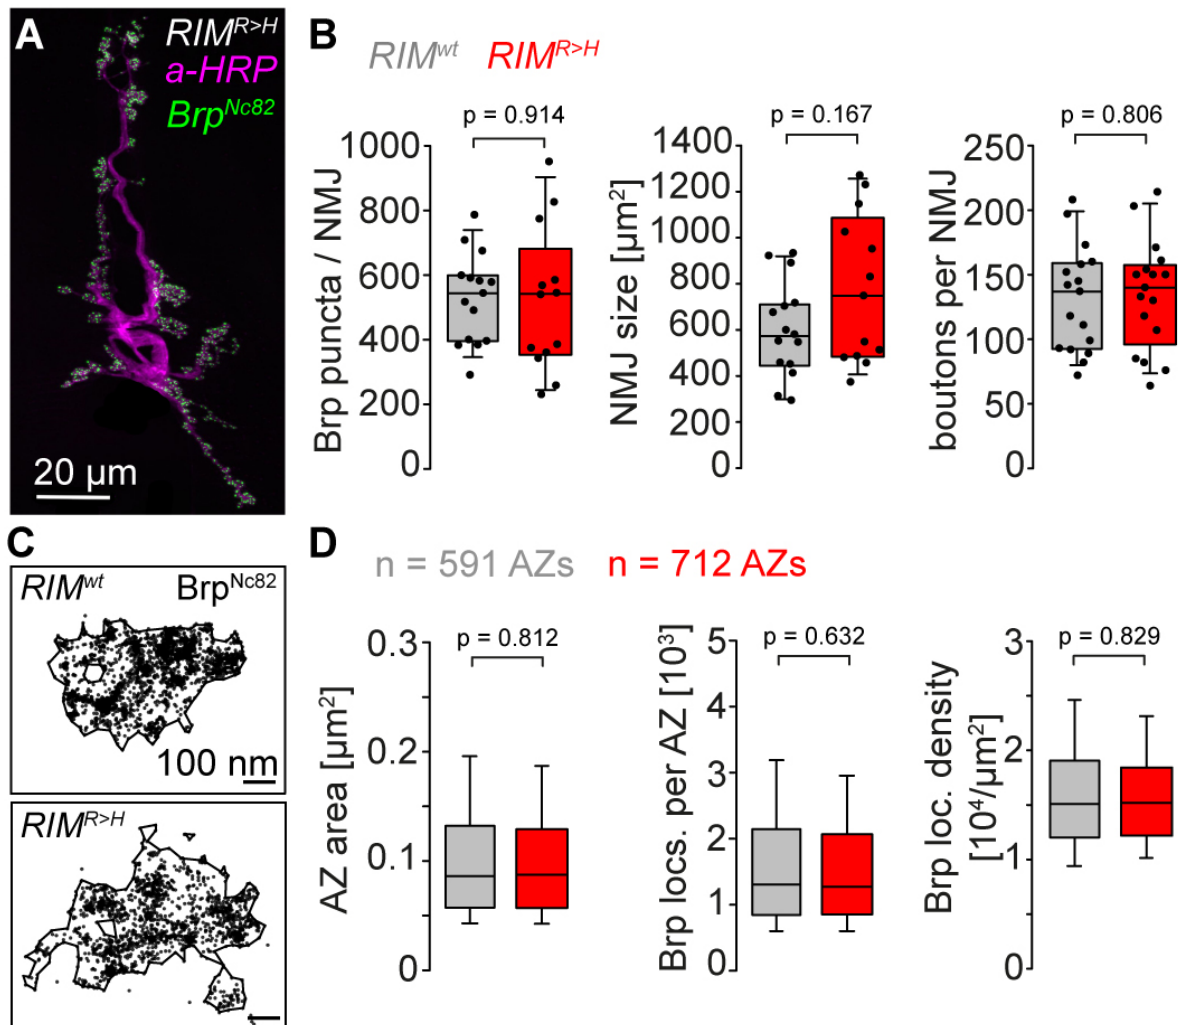 A
RIM^R>H
a-HRP
Brp^Nc82
20 µm
B
RIM^wt RIM^R>H
p = 0.914
Brp puncta / NMJ
1000
800
600
400
200
0
p = 0.167
NMJ size [µm²]
1400
1200
1000
800
600
400
200
0
p = 0.806
boutons per NMJ
250
200
150
100
50
0
C
RIM^wt Brp^Nc82
100 nm
RIM^R>H
D
n = 591 AZs n = 712 AZs
p = 0.812
AZ area [µm²]
0.3
0.2
0.1
0
p = 0.632
Brp locs. per AZ [10³]
5
4
3
2
1
0
p = 0.829
Brp loc. density
[10⁴/µm²]
3
2
1
0